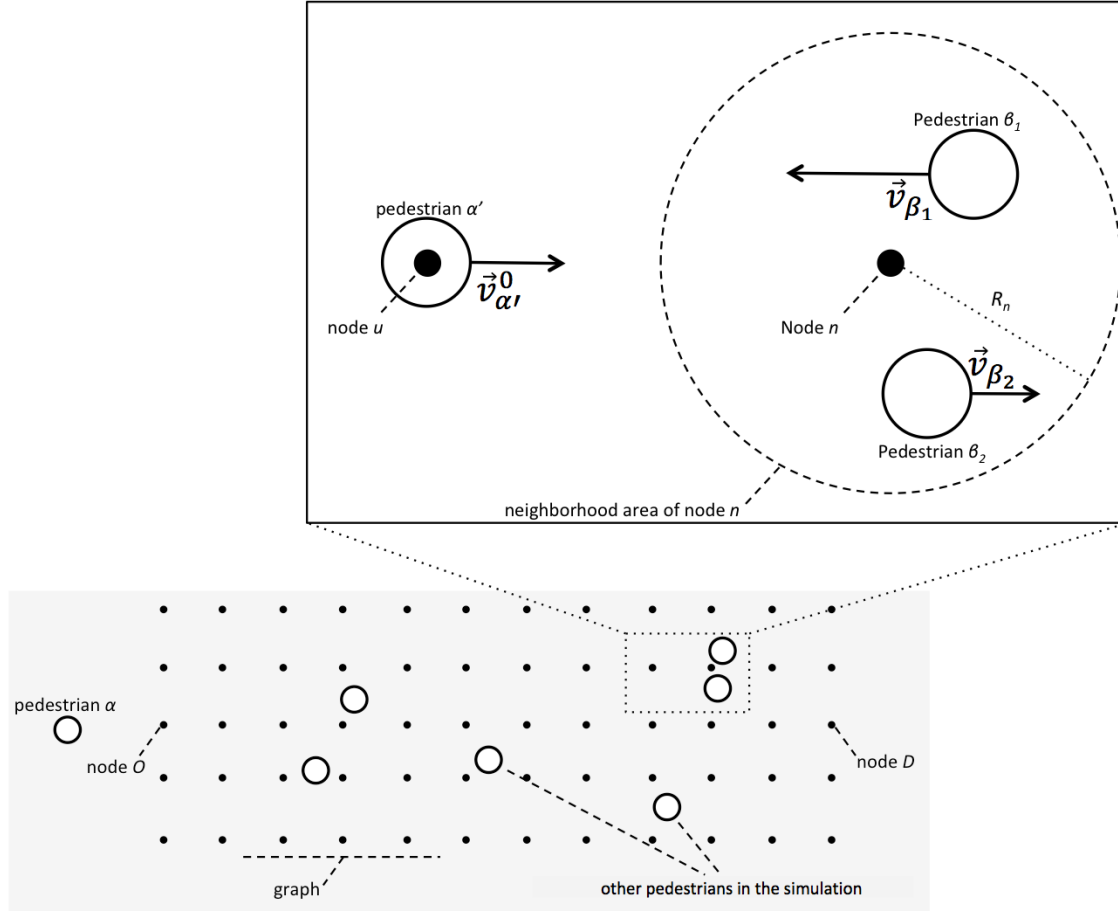 Pedestrian β₁
v⃗β₁
pedestrian α′
v⃗⁰α′
node u
Node n
Rₙ
v⃗β₂
Pedestrian β₂
neighborhood area of node n
pedestrian α
node O
node D
graph
other pedestrians in the simulation